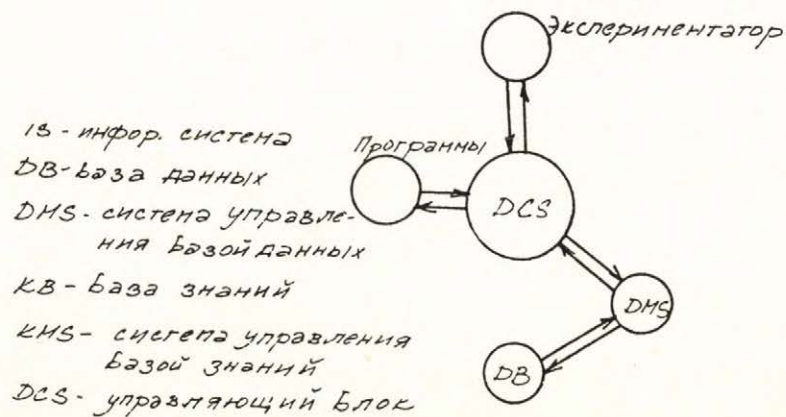 Экспериментатор
IS - инфор. система
Программы
DB - база данных
DCS
DMS - система управле-
ния базой данных
KB - база знаний
DMS
KMS - система управления
базой знаний
DB
DCS - управляющий блок